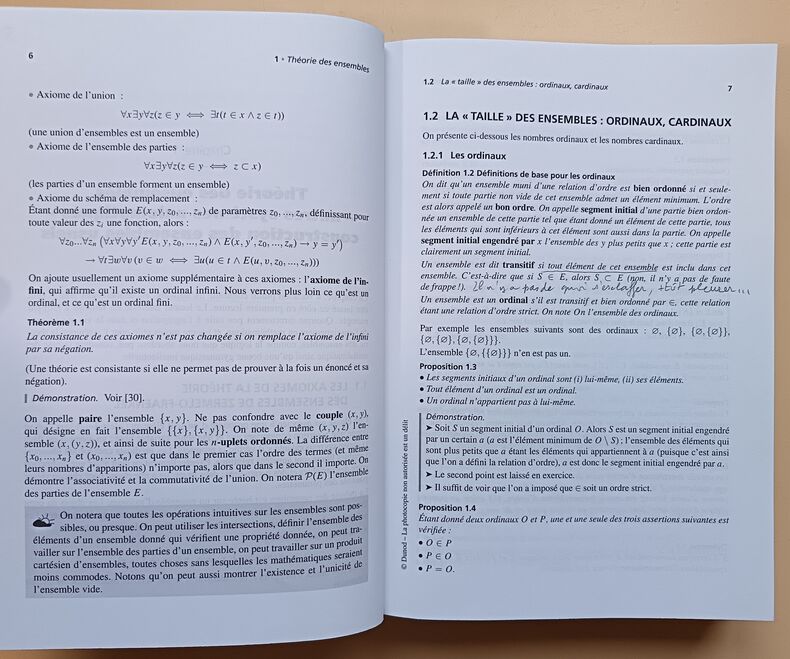 6
1 • Théorie des ensembles
• Axiome de l'union :
∀x∃y∀z(z ∈ y ⟺ ∃t(t ∈ x ∧ z ∈ t))
(une union d'ensembles est un ensemble)
• Axiome de l'ensemble des parties :
∀x∃y∀z(z ∈ y ⟺ z ⊂ x)
(les parties d'un ensemble forment un ensemble)
• Axiome du schéma de remplacement :
Étant donné une formule E(x, y, z₀, ..., zₙ) de paramètres z₀, ..., zₙ, définissant pour
toute valeur des zᵢ une fonction, alors :
∀z₀...∀zₙ (∀x∀y∀y′E(x, y, z₀, ..., zₙ) ∧ E(x, y′, z₀, ..., zₙ) → y = y′)
→ ∀t∃w∀v (v ∈ w ⟺ ∃u(u ∈ t ∧ E(u, v, z₀, ..., zₙ)))
On ajoute usuellement un axiome supplémentaire à ces axiomes : l'axiome de l'in-
fini, qui affirme qu'il existe un ordinal infini. Nous verrons plus loin ce qu'est un
ordinal, et ce qu'est un ordinal fini.
Théorème 1.1
La consistance de ces axiomes n'est pas changée si on remplace l'axiome de l'infini
par sa négation.
(Une théorie est consistante si elle ne permet pas de prouver à la fois un énoncé et sa
négation).
Démonstration. Voir [30].
On appelle paire l'ensemble {x, y}. Ne pas confondre avec le couple (x, y),
qui désigne en fait l'ensemble {{x}, {x, y}}. On note de même (x, y, z) l'en-
semble (x, (y, z)), et ainsi de suite pour les n-uplets ordonnés. La différence entre
{x₀, ..., xₙ} et (x₀, ..., xₙ) est que dans le premier cas l'ordre des termes (et même
leurs nombres d'apparitions) n'importe pas, alors que dans le second il importe. On
démontre l'associativité et la commutativité de l'union. On notera P(E) l'ensemble
des parties de l'ensemble E.
On notera que toutes les opérations intuitives sur les ensembles sont pos-
sibles, ou presque. On peut utiliser les intersections, définir l'ensemble des
éléments d'un ensemble donné qui vérifient une propriété donnée, on peut tra-
vailler sur l'ensemble des parties d'un ensemble, on peut travailler sur un produit
cartésien d'ensembles, toutes choses sans lesquelles les mathématiques seraient
moins commodes. Notons qu'on peut aussi montrer l'existence et l'unicité de
l'ensemble vide.
1.2 La « taille » des ensembles : ordinaux, cardinaux
7
1.2 LA « TAILLE » DES ENSEMBLES : ORDINAUX, CARDINAUX
On présente ci-dessous les nombres ordinaux et les nombres cardinaux.
1.2.1 Les ordinaux
Définition 1.2 Définitions de base pour les ordinaux
On dit qu'un ensemble muni d'une relation d'ordre est bien ordonné si et seule-
ment si toute partie non vide de cet ensemble admet un élément minimum. L'ordre
est alors appelé un bon ordre. On appelle segment initial d'une partie bien ordon-
née un ensemble de cette partie tel que étant donné un élément de cette partie, tous
les éléments qui sont inférieurs à cet élément sont aussi dans la partie. On appelle
segment initial engendré par x l'ensemble des y plus petits que x ; cette partie est
clairement un segment initial.
Un ensemble est dit transitif si tout élément de cet ensemble est inclus dans cet
ensemble. C'est-à-dire que si S ∈ E, alors S ⊂ E (non, il n'y a pas de faute
de frappe!). Il n'y a pas de quoi s'esclaffer, tout pleurer...
Un ensemble est un ordinal s'il est transitif et bien ordonné par ∈, cette relation
étant une relation d'ordre strict. On note On l'ensemble des ordinaux.
Par exemple les ensembles suivants sont des ordinaux : ∅, {∅}, {∅, {∅}},
{∅, {∅}, {∅, {∅}}}.
L'ensemble {∅, {{∅}}} n'en est pas un.
Proposition 1.3
• Les segments initiaux d'un ordinal sont (i) lui-même, (ii) ses éléments.
• Tout élément d'un ordinal est un ordinal.
• Un ordinal n'appartient pas à lui-même.
Démonstration.
➤ Soit S un segment initial d'un ordinal O. Alors S est un segment initial engendré
par un certain a (a est l'élément minimum de O \ S) ; l'ensemble des éléments qui
sont plus petits que a étant les éléments qui appartiennent à a (puisque c'est ainsi
que l'on a défini la relation d'ordre), a est donc le segment initial engendré par a.
➤ Le second point est laissé en exercice.
➤ Il suffit de voir que l'on a imposé que ∈ soit un ordre strict.
Proposition 1.4
Étant donné deux ordinaux O et P, une et une seule des trois assertions suivantes est
vérifiée :
• O ∈ P
• P ∈ O
• P = O.
© Dunod – La photocopie non autorisée est un délit